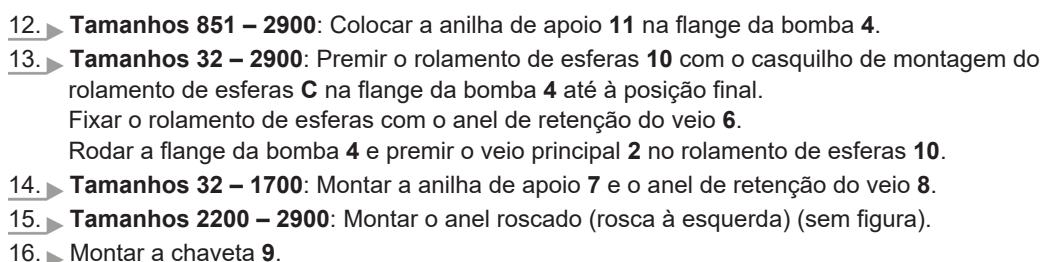 12. Tamanhos 851 – 2900: Colocar a anilha de apoio 11 na flange da bomba 4.
13. Tamanhos 32 – 2900: Premir o rolamento de esferas 10 com o casquilho de montagem do
rolamento de esferas C na flange da bomba 4 até à posição final.
Fixar o rolamento de esferas com o anel de retenção do veio 6.
Rodar a flange da bomba 4 e premir o veio principal 2 no rolamento de esferas 10.
14. Tamanhos 32 – 1700: Montar a anilha de apoio 7 e o anel de retenção do veio 8.
15. Tamanhos 2200 – 2900: Montar o anel roscado (rosca à esquerda) (sem figura).
16. Montar a chaveta 9.